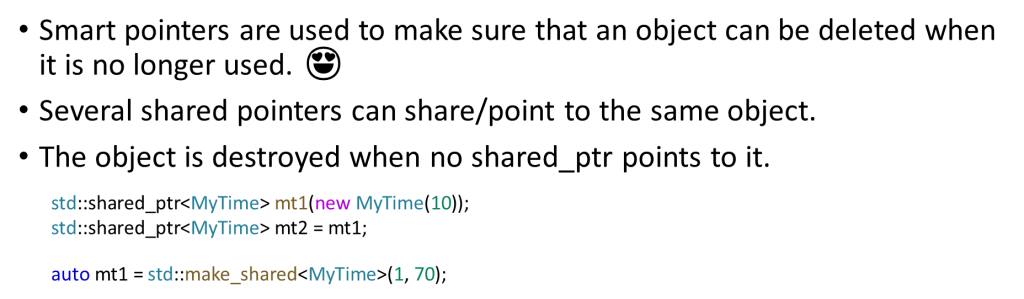 • Smart pointers are used to make sure that an object can be deleted when
it is no longer used. 😍
• Several shared pointers can share/point to the same object.
• The object is destroyed when no shared_ptr points to it.
std::shared_ptr<MyTime> mt1(new MyTime(10));
std::shared_ptr<MyTime> mt2 = mt1;
auto mt1 = std::make_shared<MyTime>(1, 70);